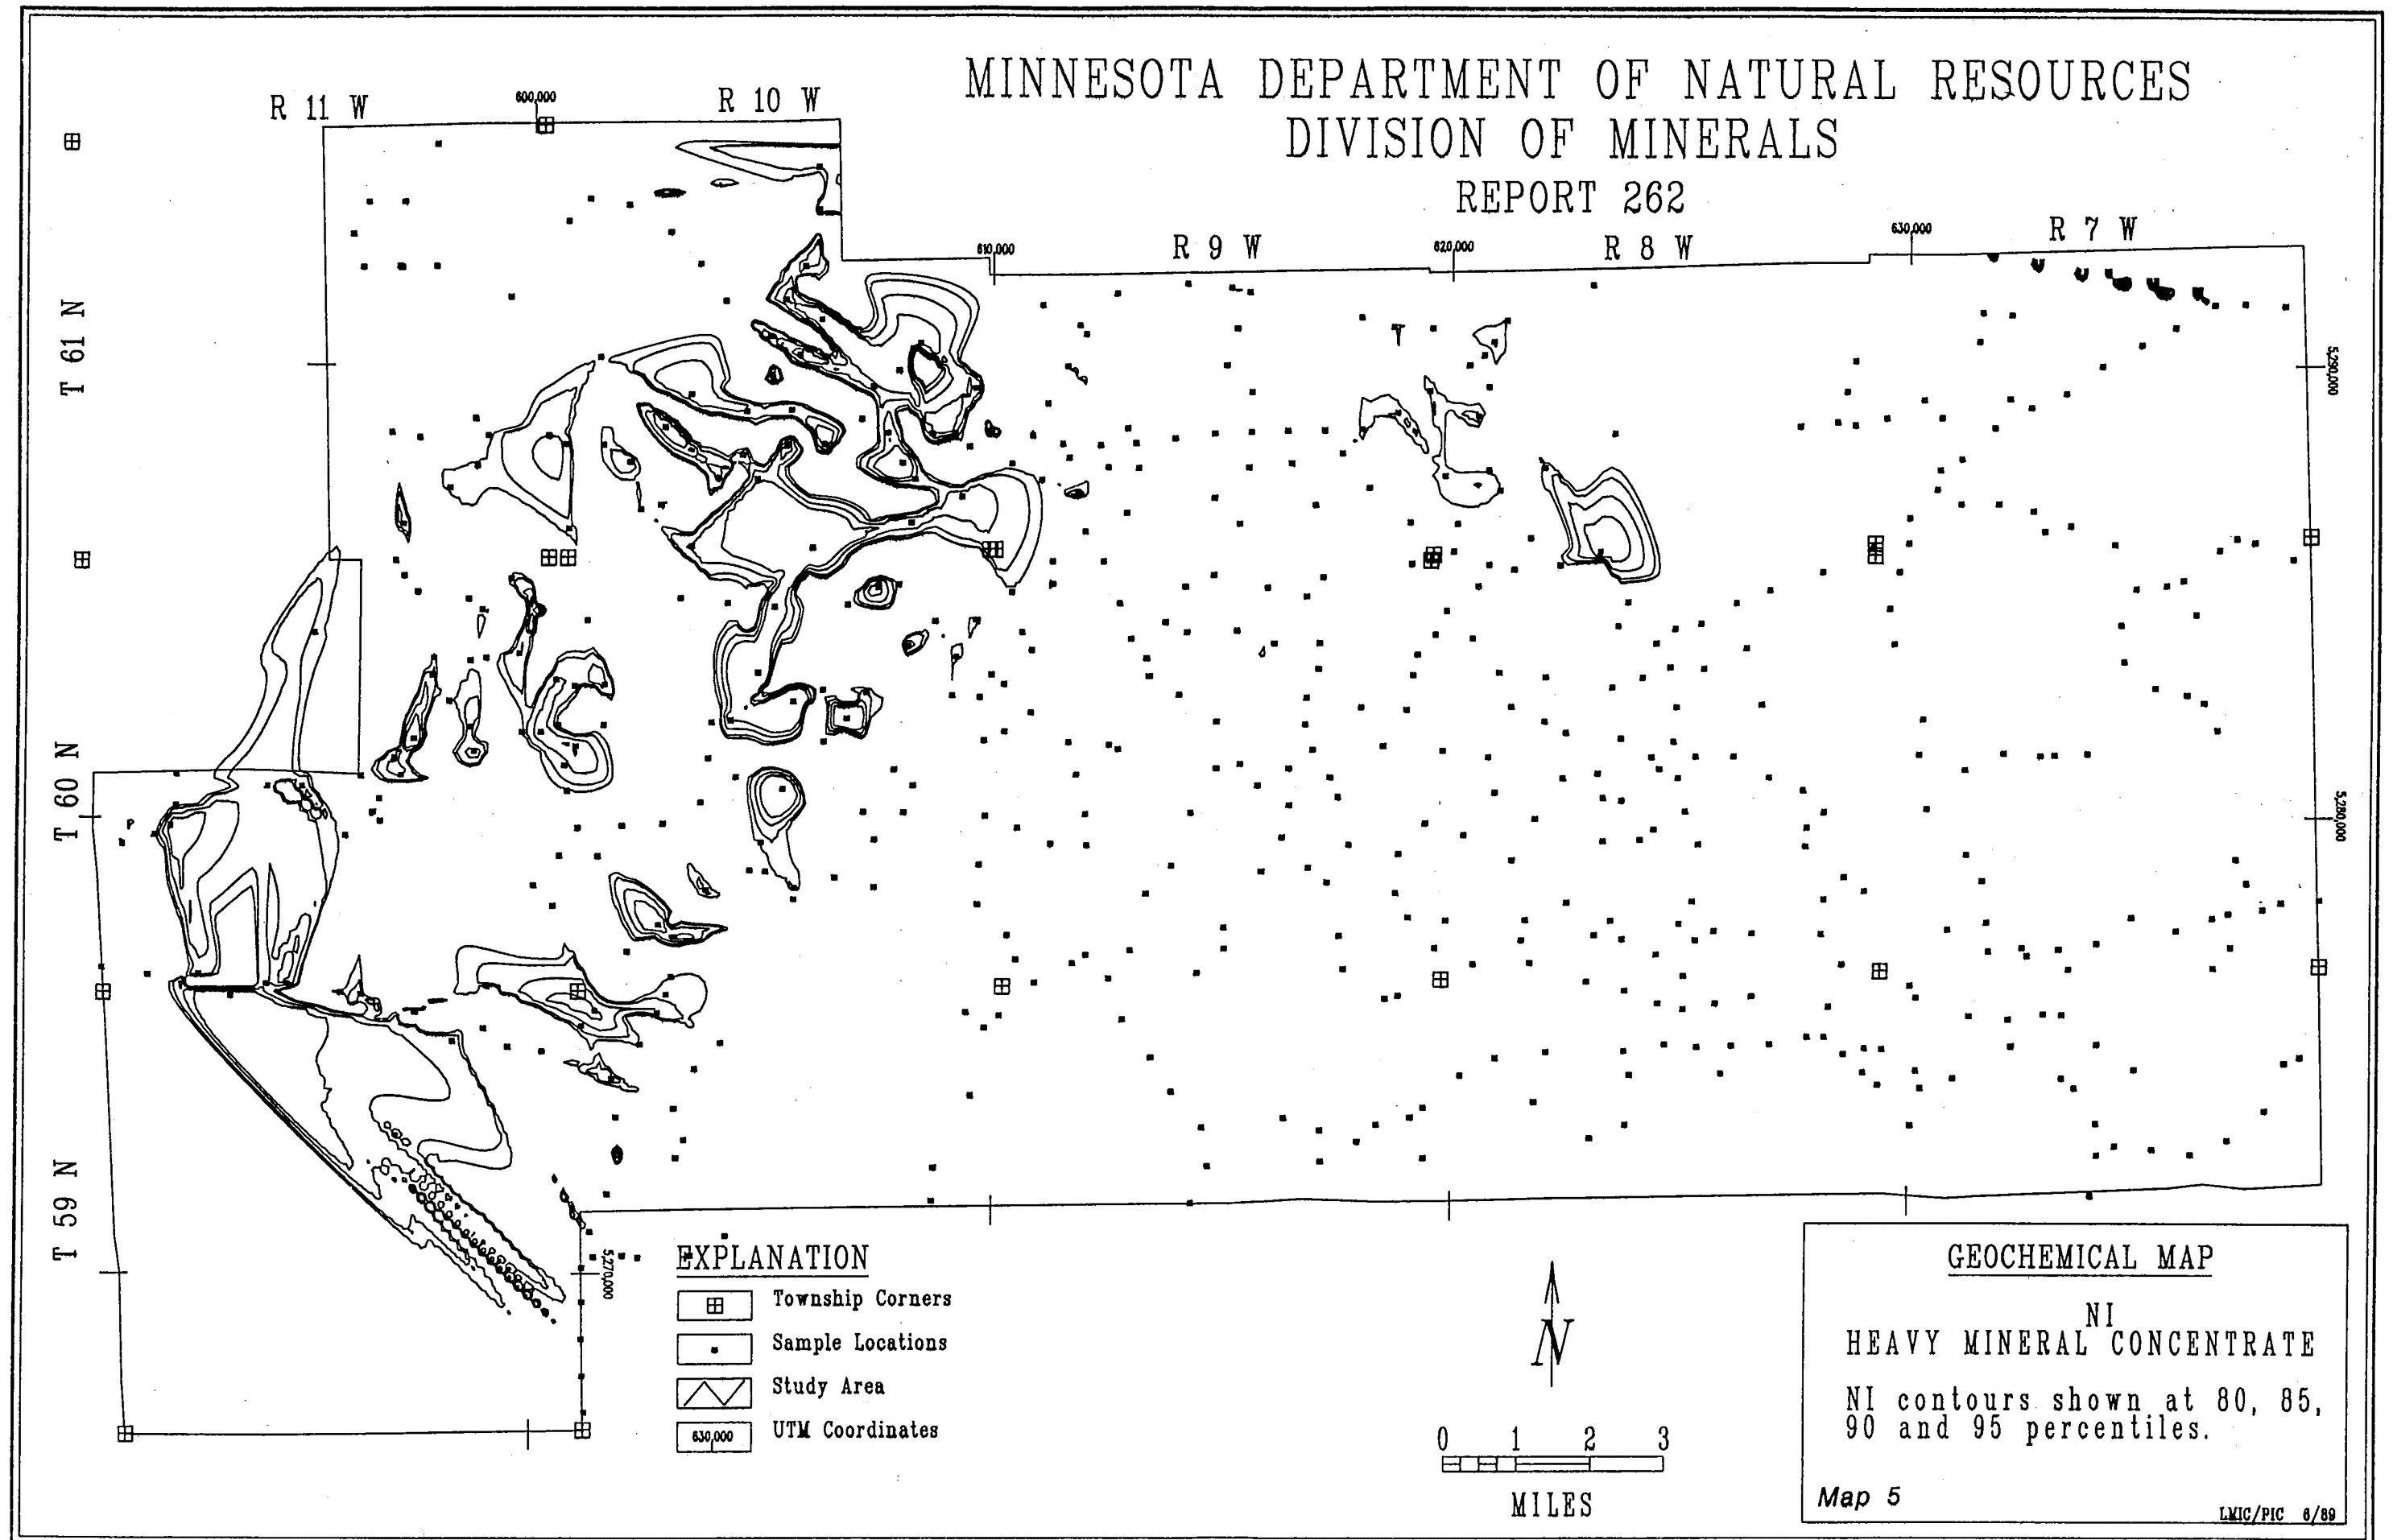 MINNESOTA DEPARTMENT OF NATURAL RESOURCES
DIVISION OF MINERALS
REPORT 262
R 11 W
600,000
R 10 W
610,000
R 9 W
620,000
R 8 W
630,000
R 7 W
T 61 N
5,290,000
T 60 N
5,280,000
P
T 59 N
5,270,000
EXPLANATION
Township Corners
Sample Locations
Study Area
630,000 UTM Coordinates
N
0 1 2 3
MILES
GEOCHEMICAL MAP
NI
HEAVY MINERAL CONCENTRATE
NI contours shown at 80, 85,
90 and 95 percentiles.
Map 5
LMIC/PIC 6/89